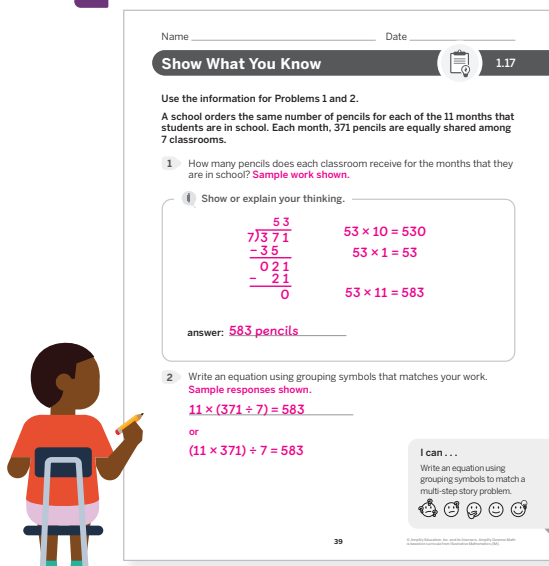 Name Date
Show What You Know 1.17
Use the information for Problems 1 and 2.
A school orders the same number of pencils for each of the 11 months that
students are in school. Each month, 371 pencils are equally shared among
7 classrooms.
1 How many pencils does each classroom receive for the months that they
are in school? Sample work shown.
Show or explain your thinking.
53
7)371
− 35
021
− 21
0
53 × 10 = 530
53 × 1 = 53
53 × 11 = 583
answer: 583 pencils
2 Write an equation using grouping symbols that matches your work.
Sample responses shown.
11 × (371 ÷ 7) = 583
or
(11 × 371) ÷ 7 = 583
I can . . .
Write an equation using
grouping symbols to match a
multi-step story problem.
39